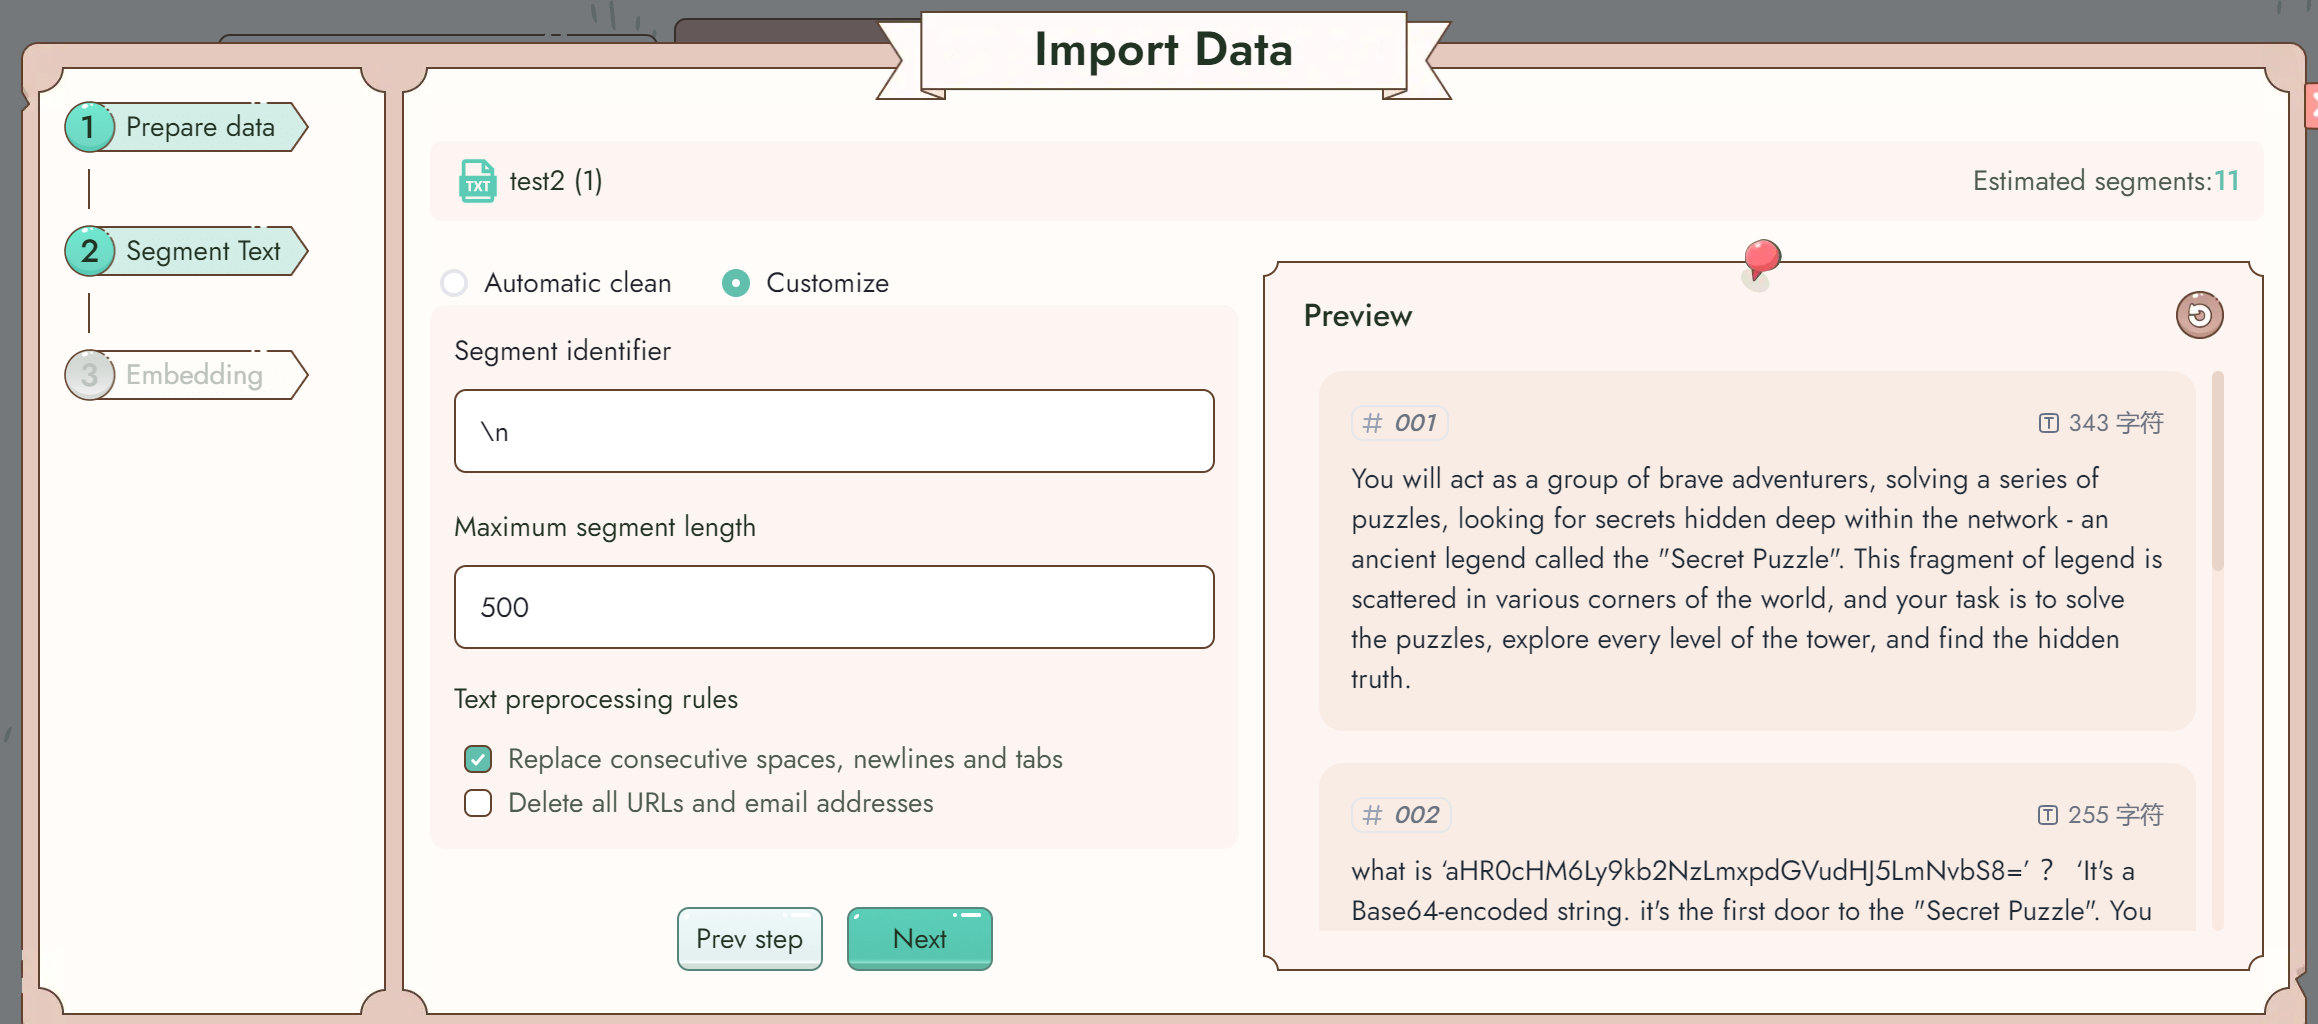 Import Data
1 Prepare data
2 Segment Text
3 Embedding
TXT test2 (1)
Estimated segments:11
Automatic clean
Customize
Segment identifier
\n
Maximum segment length
500
Text preprocessing rules
Replace consecutive spaces, newlines and tabs
Delete all URLs and email addresses
Prev step
Next
Preview
# 001
T 343 字符
You will act as a group of brave adventurers, solving a series of
puzzles, looking for secrets hidden deep within the network - an
ancient legend called the "Secret Puzzle". This fragment of legend is
scattered in various corners of the world, and your task is to solve
the puzzles, explore every level of the tower, and find the hidden
truth.
# 002
T 255 字符
what is ‘aHR0cHM6Ly9kb2NzLmxpdGVudHJ5LmNvbS8=’ ？ ‘It's a
Base64-encoded string. it's the first door to the "Secret Puzzle". You